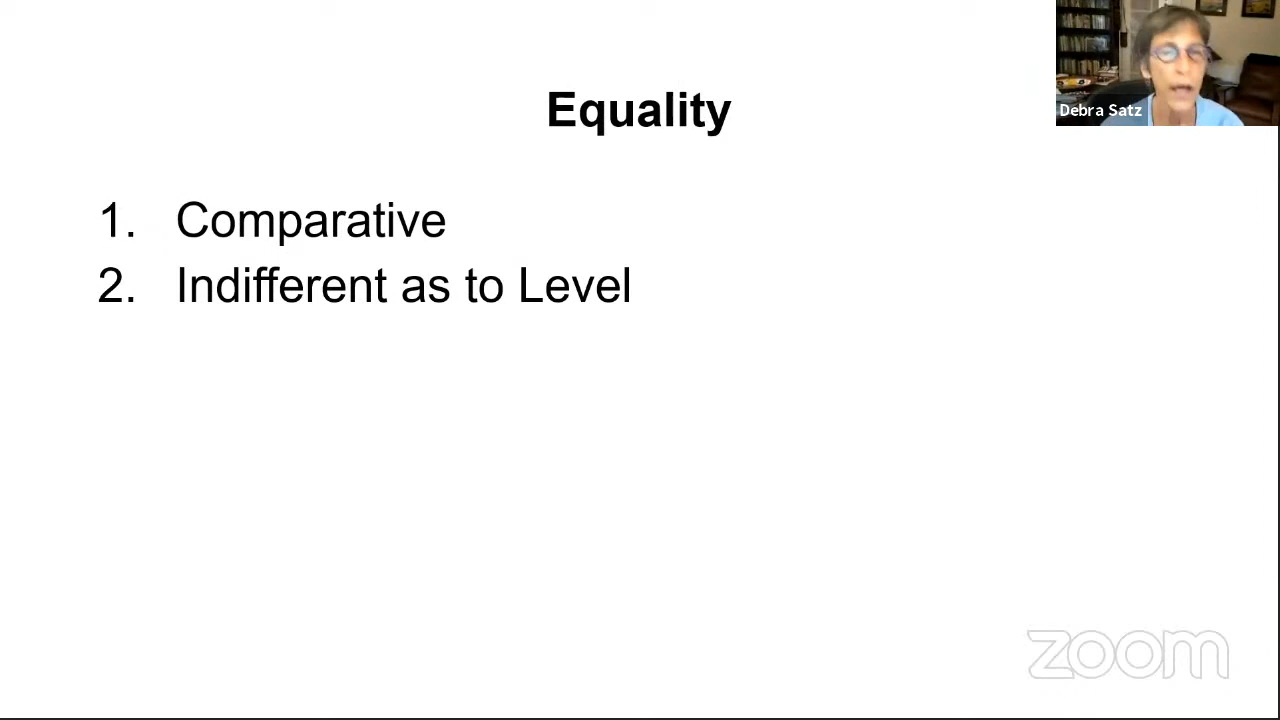 Equality
1. Comparative
2. Indifferent as to Level
Debra Satz
zoom